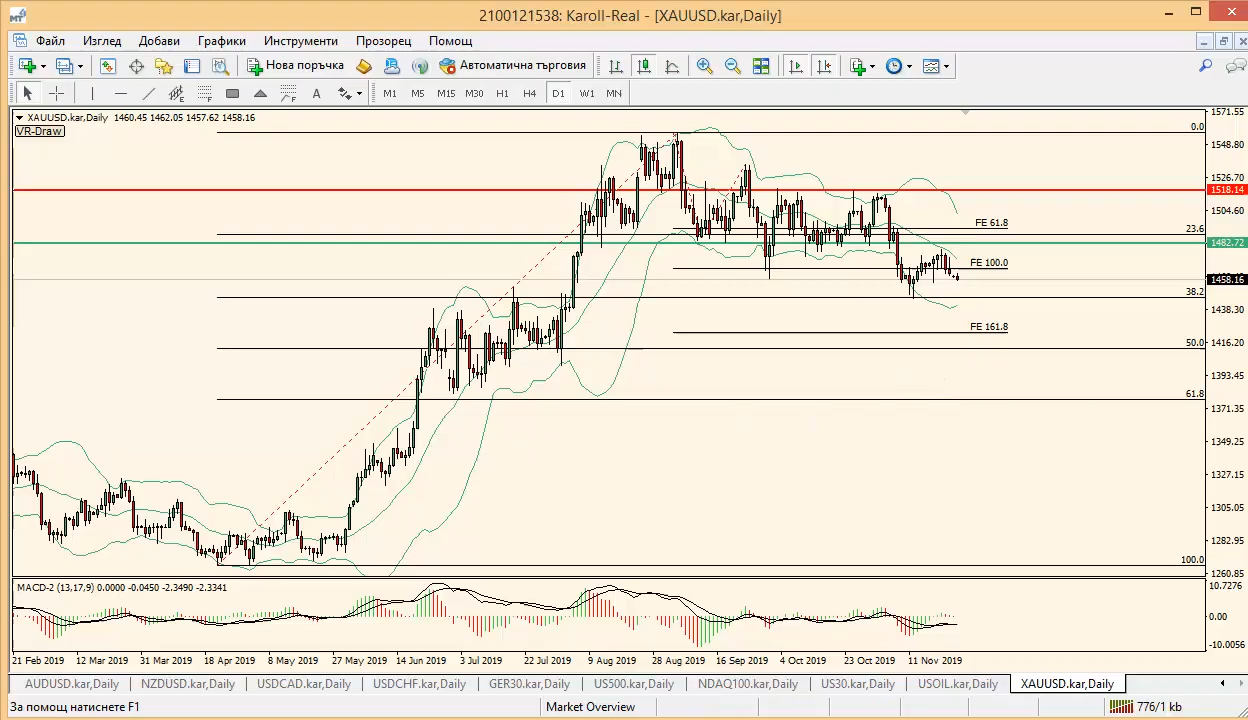 2100121538: Karoll-Real - [XAUUSD.kar,Daily]
Файл Изглед Добави Графики Инструменти Прозорец Помощ
Нова поръчка Автоматична търговия
A M1 M5 M15 M30 H1 H4 D1 W1 MN
XAUUSD.kar,Daily 1460.45 1462.05 1457.62 1458.16
VR-Draw
1571.55
0.0
1548.80
1526.70
1518.14
1504.60
FE 61.8
23.6
1482.72
FE 100.0
1458.16
38.2
1438.30
FE 161.8
50.0
1416.20
1393.45
61.8
1371.35
1349.25
1327.15
1305.05
1282.95
100.0
1260.85
MACD-2 (13,17,9) 0.0000 -0.0450 -2.3490 -2.3341
10.7276
0.00
-10.0056
21 Feb 2019 12 Mar 2019 31 Mar 2019 18 Apr 2019 8 May 2019 27 May 2019 14 Jun 2019 3 Jul 2019 22 Jul 2019 9 Aug 2019 28 Aug 2019 16 Sep 2019 4 Oct 2019 23 Oct 2019 11 Nov 2019
AUDUSD.kar,Daily NZDUSD.kar,Daily USDCAD.kar,Daily USDCHF.kar,Daily GER30.kar,Daily US500.kar,Daily NDAQ100.kar,Daily US30.kar,Daily USOIL.kar,Daily XAUUSD.kar,Daily
За помощ натиснете F1 Market Overview 776/1 kb